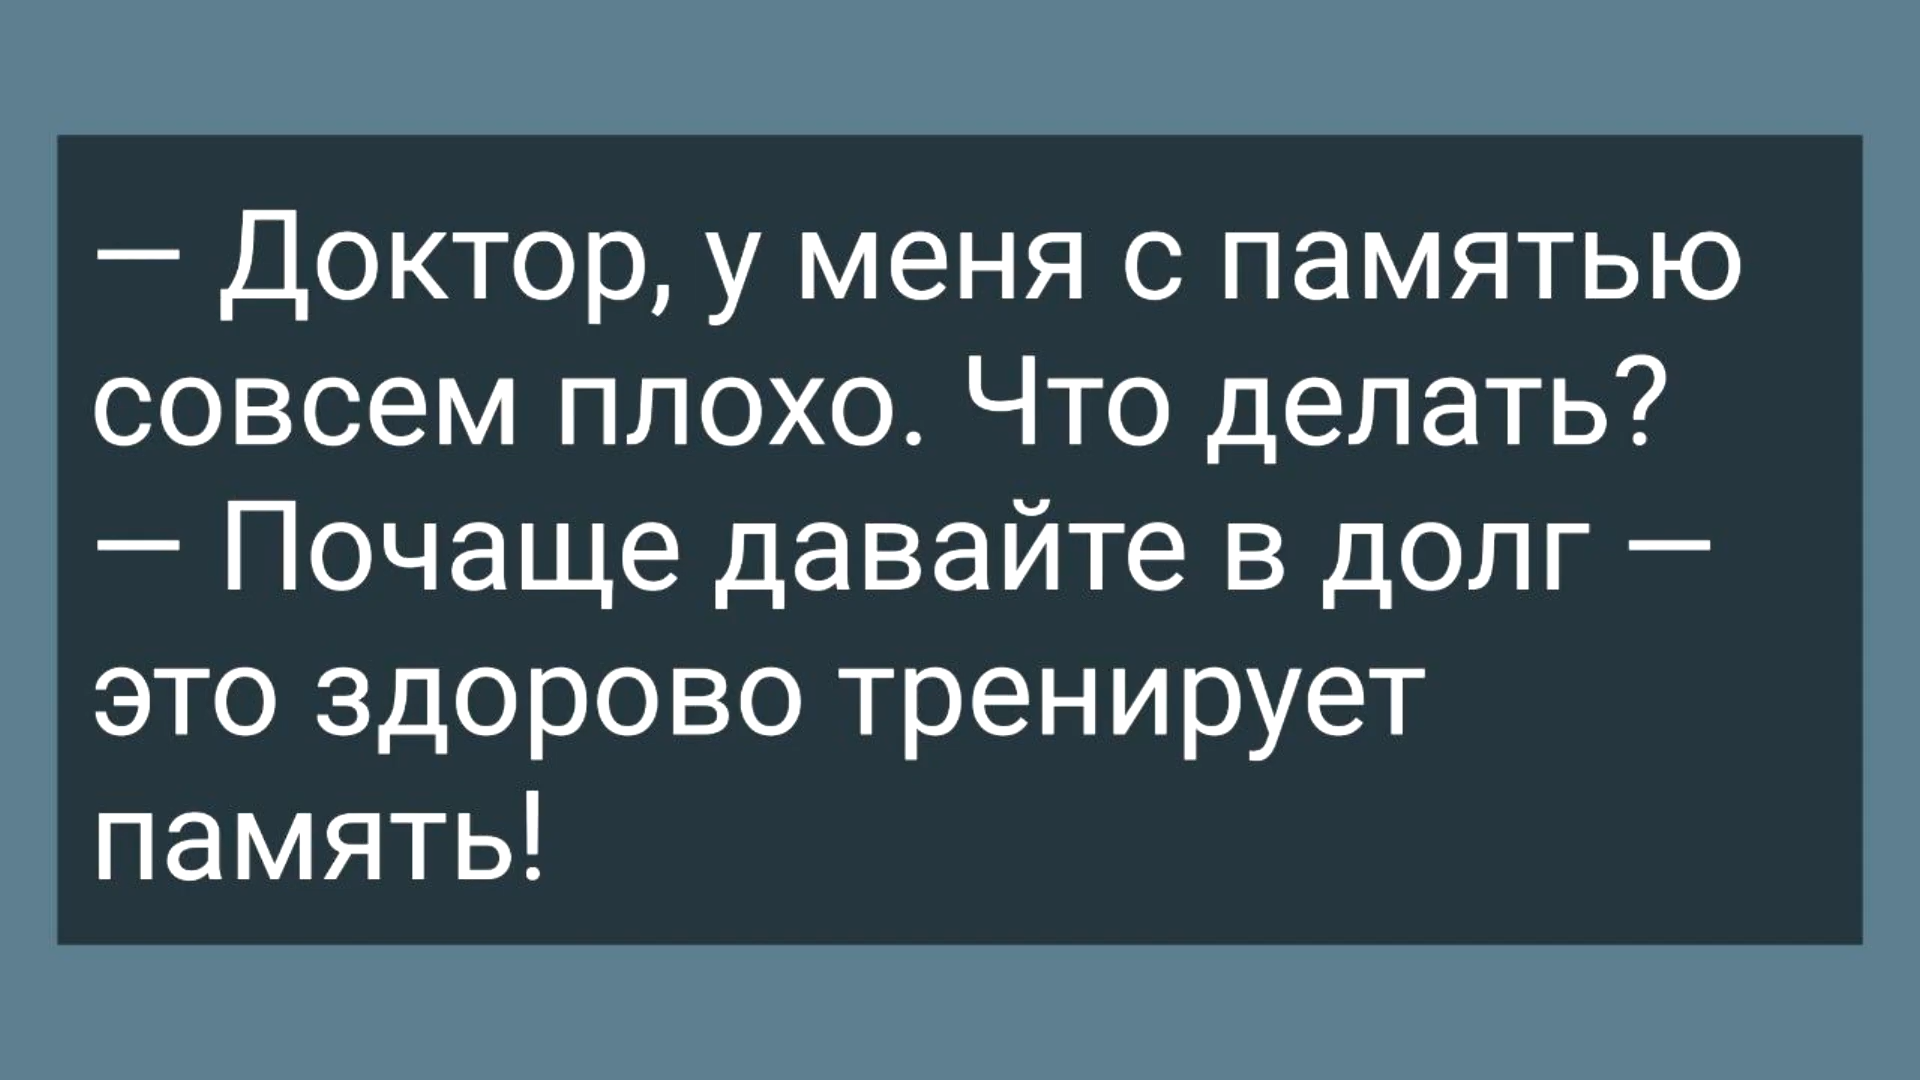 — Доктор, у меня с памятью
совсем плохо. Что делать?
— Почаще давайте в долг —
это здорово тренирует
память!